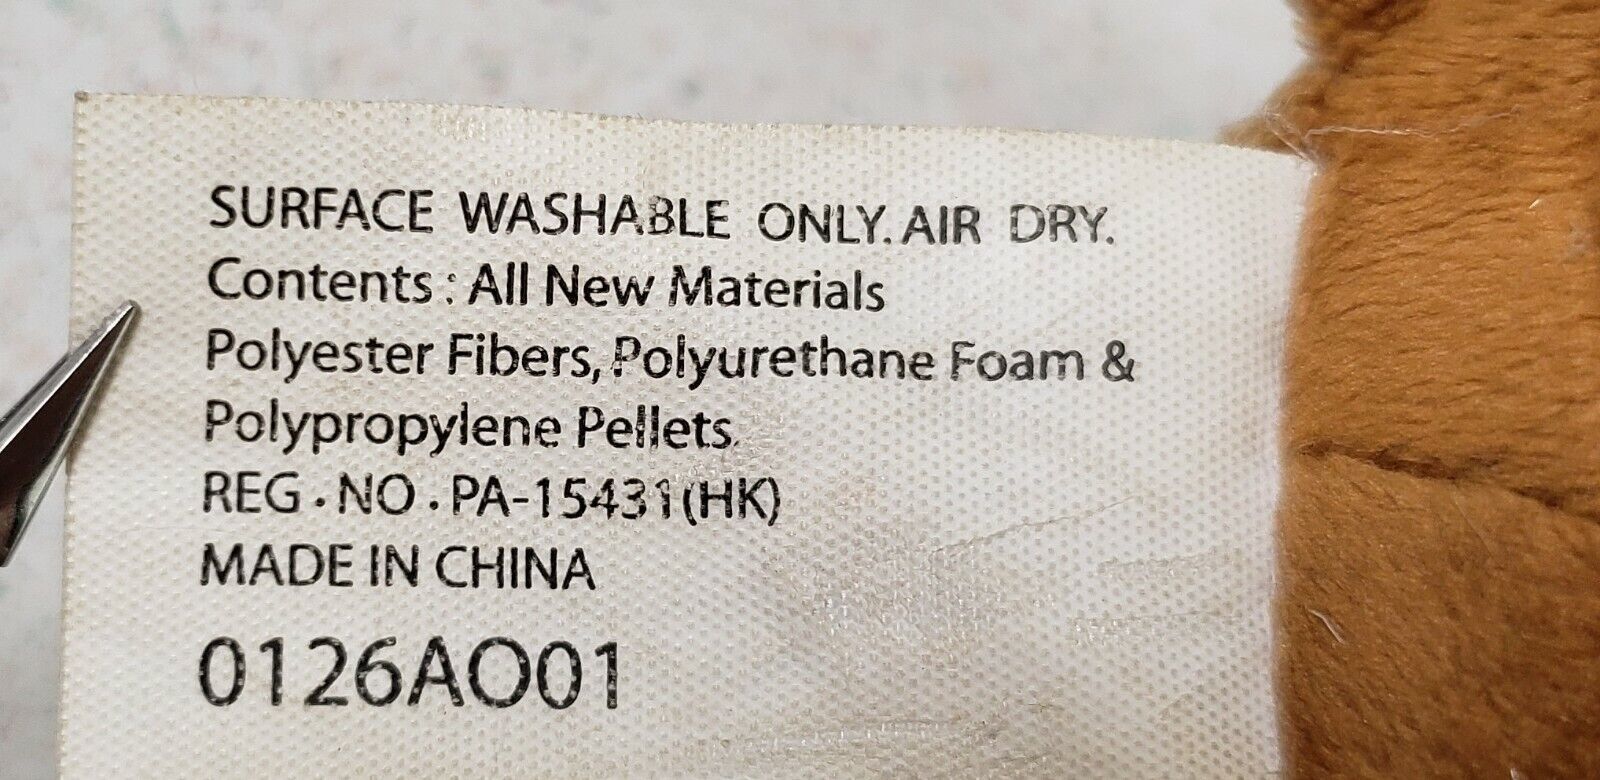 SURFACE WASHABLE ONLY. AIR DRY.
Contents : All New Materials
Polyester Fibers, Polyurethane Foam &
Polypropylene Pellets.
REG . NO . PA-15431(HK)
MADE IN CHINA
0126AO01